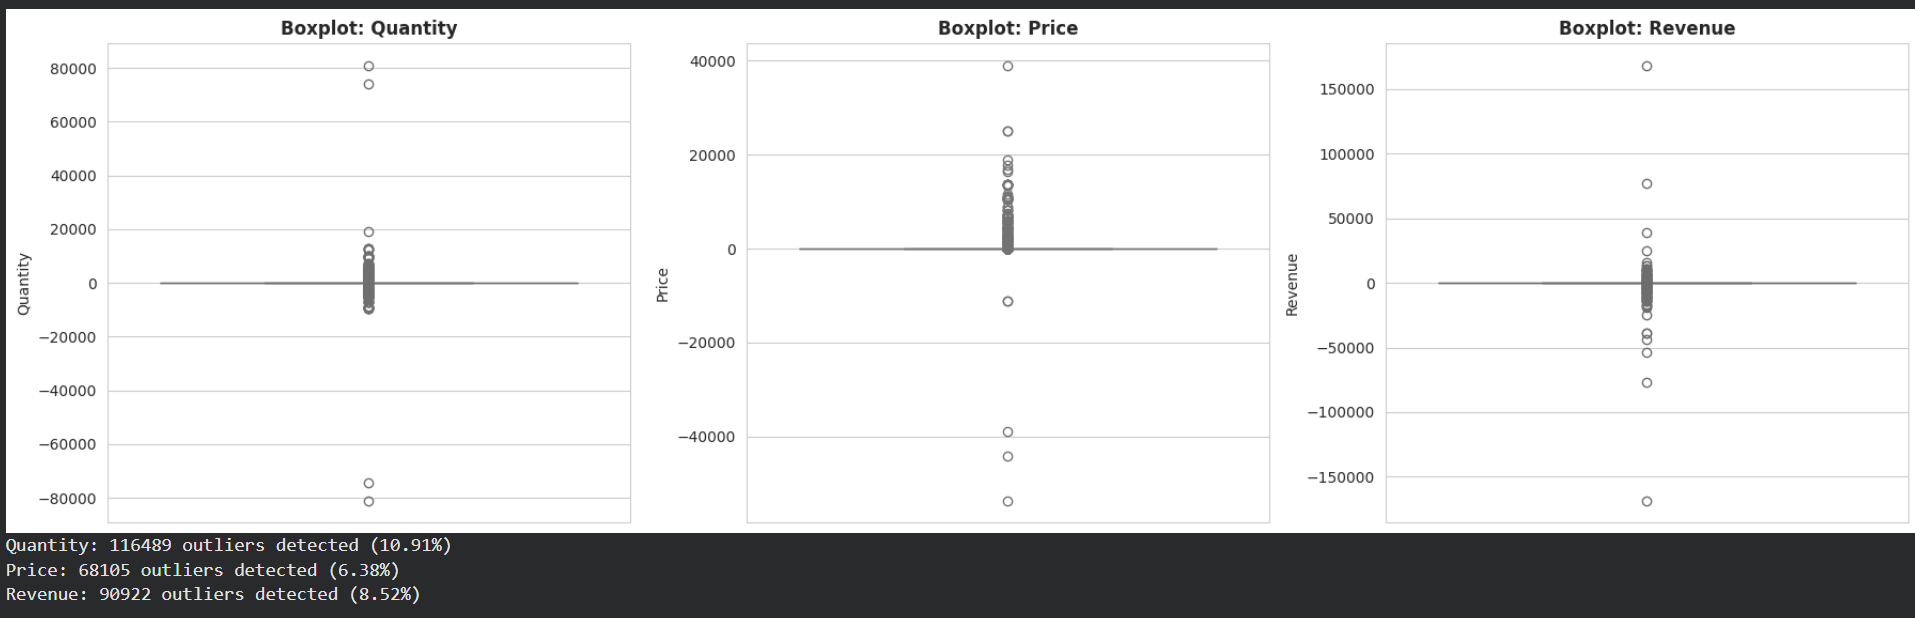 Boxplot: Quantity
80000
60000
40000
20000
0
−20000
−40000
−60000
−80000
Quantity
Boxplot: Price
40000
20000
0
−20000
−40000
Price
Boxplot: Revenue
150000
100000
50000
0
−50000
−100000
−150000
Revenue
Quantity: 116489 outliers detected (10.91%)
Price: 68105 outliers detected (6.38%)
Revenue: 90922 outliers detected (8.52%)